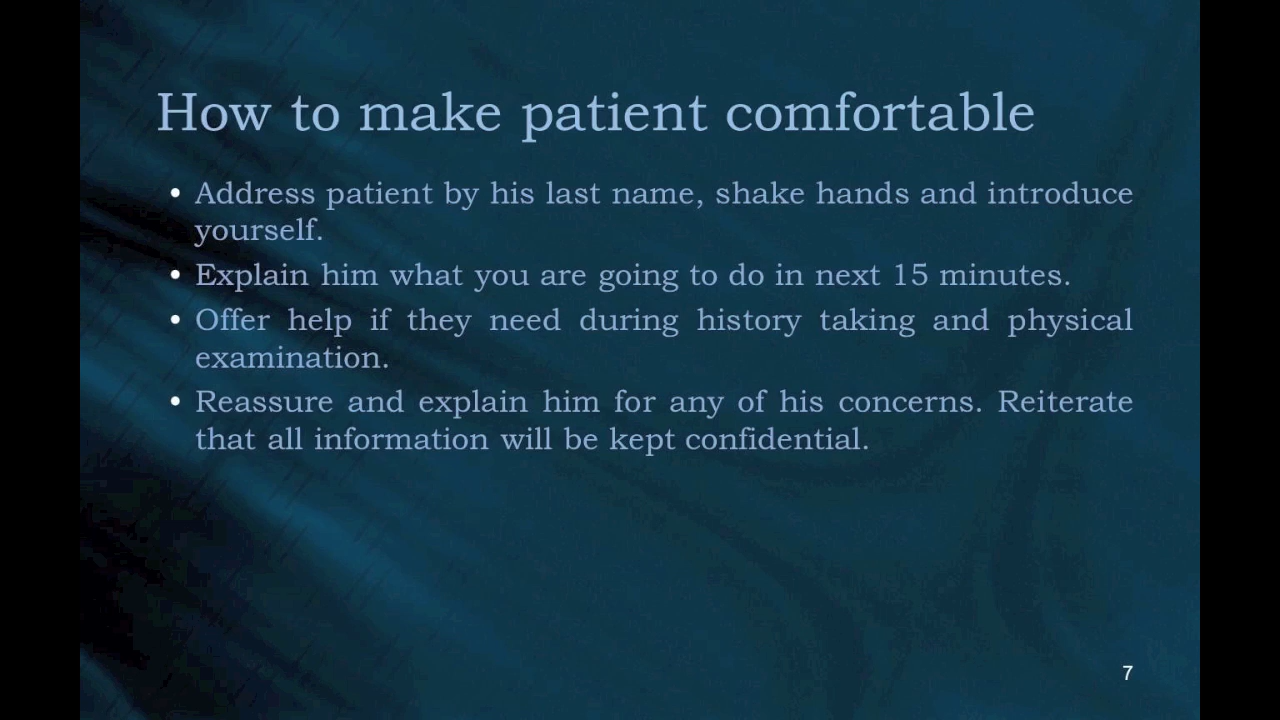 How to make patient comfortable
• Address patient by his last name, shake hands and introduce
yourself.
• Explain him what you are going to do in next 15 minutes.
• Offer help if they need during history taking and physical
examination.
• Reassure and explain him for any of his concerns. Reiterate
that all information will be kept confidential.
7